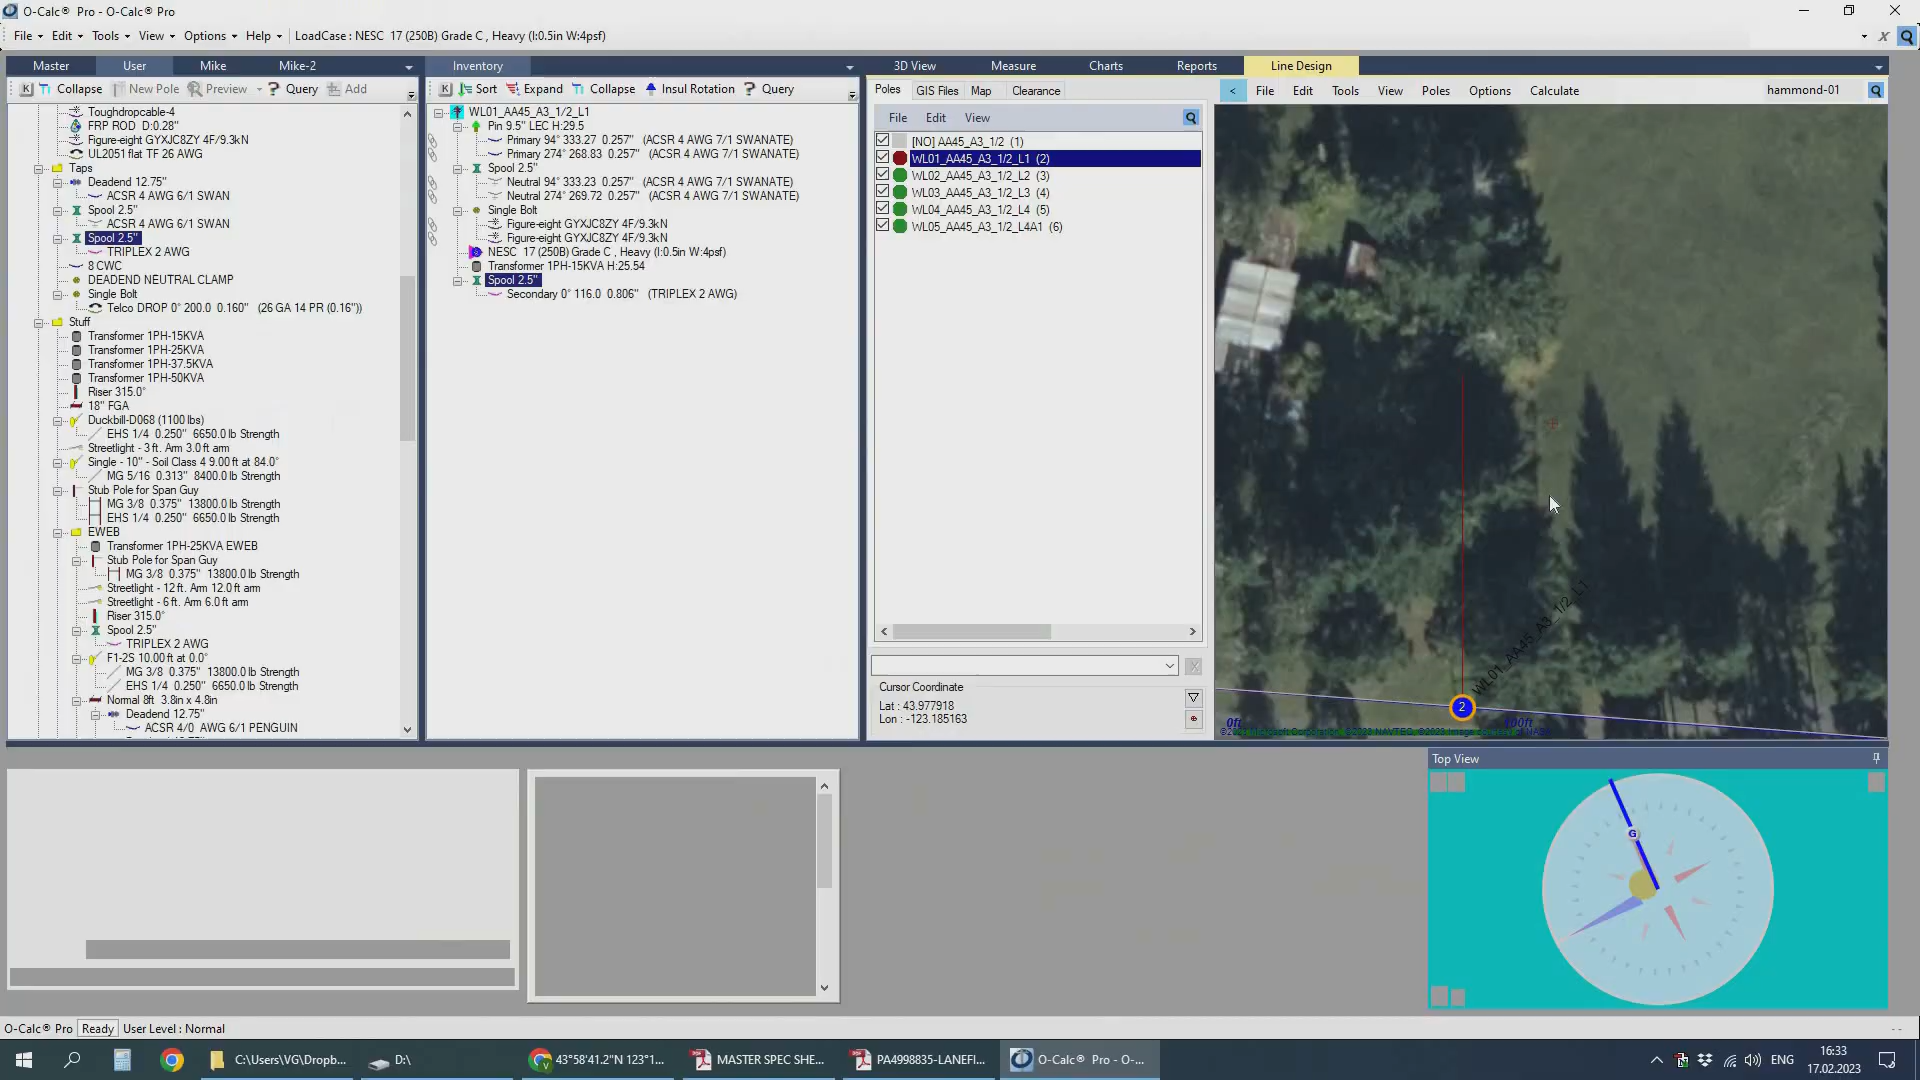 O-Calc® Pro - O-Calc® Pro
File Edit Tools View Options Help LoadCase : NESC 17 (250B) Grade C , Heavy (I:0.5in W:4psf) X
Master User Mike Mike-2
K Collapse New Pole Preview ? Query Add
Toughdropcable-4
FRP ROD D:0.28"
Figure-eight GYXJC8ZY 4F/9.3kN
UL2051 flat TF 26 AWG
Taps
Deadend 12.75"
ACSR 4 AWG 6/1 SWAN
Spool 2.5"
ACSR 4 AWG 6/1 SWAN
Spool 2.5"
TRIPLEX 2 AWG
8 CWC
DEADEND NEUTRAL CLAMP
Single Bolt
Telco DROP 0° 200.0 0.160" (26 GA 14 PR (0.16"))
Stuff
Transformer 1PH-15KVA
Transformer 1PH-25KVA
Transformer 1PH-37.5KVA
Transformer 1PH-50KVA
Riser 315.0°
18" FGA
Duckbill-D068 (1100 lbs)
EHS 1/4 0.250" 6650.0 lb Strength
Streetlight - 3 ft. Arm 3.0 ft arm
Single - 10" - Soil Class 4 9.00 ft at 84.0°
MG 5/16 0.313" 8400.0 lb Strength
Stub Pole for Span Guy
MG 3/8 0.375" 13800.0 lb Strength
EHS 1/4 0.250" 6650.0 lb Strength
EWEB
Transformer 1PH-25KVA EWEB
Stub Pole for Span Guy
MG 3/8 0.375" 13800.0 lb Strength
Streetlight - 12 ft. Arm 12.0 ft arm
Streetlight - 6 ft. Arm 6.0 ft arm
Riser 315.0°
Spool 2.5"
TRIPLEX 2 AWG
F1-2S 10.00 ft at 0.0°
MG 3/8 0.375" 13800.0 lb Strength
EHS 1/4 0.250" 6650.0 lb Strength
Normal 8ft 3.8in x 4.8in
Deadend 12.75"
ACSR 4/0 AWG 6/1 PENGUIN
Inventory
K Sort Expand Collapse Insul Rotation ? Query
WL01_AA45_A3_1/2_L1
Pin 9.5" LEC H:29.5
Primary 94° 333.27 0.257" (ACSR 4 AWG 7/1 SWANATE)
Primary 274° 268.83 0.257" (ACSR 4 AWG 7/1 SWANATE)
Spool 2.5"
Neutral 94° 333.23 0.257" (ACSR 4 AWG 7/1 SWANATE)
Neutral 274° 269.72 0.257" (ACSR 4 AWG 7/1 SWANATE)
Single Bolt
Figure-eight GYXJC8ZY 4F/9.3kN
Figure-eight GYXJC8ZY 4F/9.3kN
NESC 17 (250B) Grade C , Heavy (I:0.5in W:4psf)
Transformer 1PH-15KVA H:25.54
Spool 2.5"
Secondary 0° 116.0 0.806" (TRIPLEX 2 AWG)
3D View Measure Charts Reports Line Design
Poles GIS Files Map Clearance
File Edit View
[NO] AA45_A3_1/2 (1)
WL01_AA45_A3_1/2_L1 (2)
WL02_AA45_A3_1/2_L2 (3)
WL03_AA45_A3_1/2_L3 (4)
WL04_AA45_A3_1/2_L4 (5)
WL05_AA45_A3_1/2_L4A1 (6)
X
Cursor Coordinate
Lat : 43.977918
Lon : -123.185163
< File Edit Tools View Poles Options Calculate hammond-01
WL01_AA45_A3_1/2_L1
2
0ft 100ft
Top View
G
O-Calc® Pro Ready User Level : Normal
C:\Users\VG\Dropb... D:\ 43°58'41.2"N 123°1... MASTER SPEC SHE... PA4998835-LANEFI... O-Calc® Pro - O-... ENG
16:33
17.02.2023